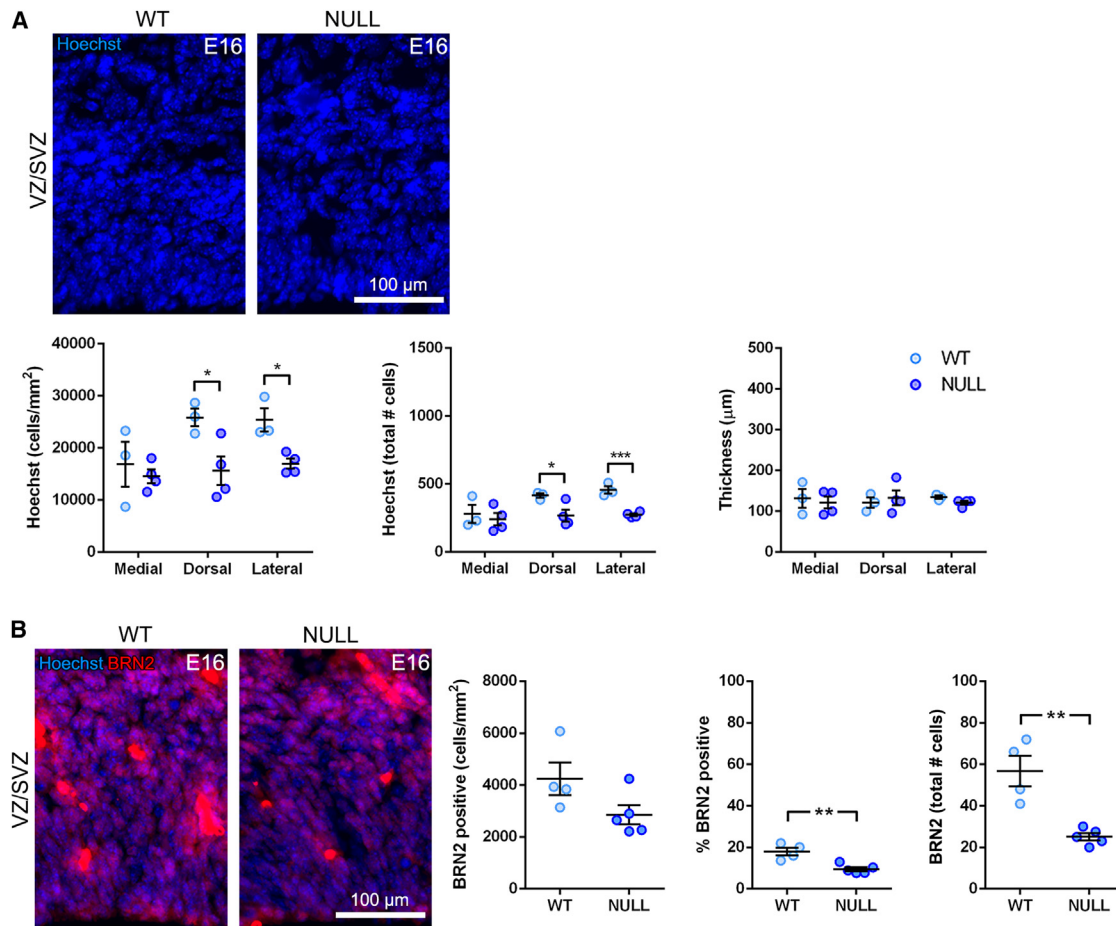 A
WT
NULL
Hoechst
E16
E16
VZ/SVZ
100 µm
Hoechst (cells/mm²)
40000
30000
20000
10000
0
*
*
Medial
Dorsal
Lateral
Hoechst (total # cells)
1500
1000
500
0
*
***
Medial
Dorsal
Lateral
Thickness (µm)
500
400
300
200
100
0
WT
NULL
Medial
Dorsal
Lateral
B
WT
NULL
Hoechst BRN2
E16
E16
VZ/SVZ
100 µm
BRN2 positive (cells/mm²)
8000
6000
4000
2000
0
WT
NULL
% BRN2 positive
100
80
60
40
20
0
**
WT
NULL
BRN2 (total # cells)
100
80
60
40
20
0
**
WT
NULL